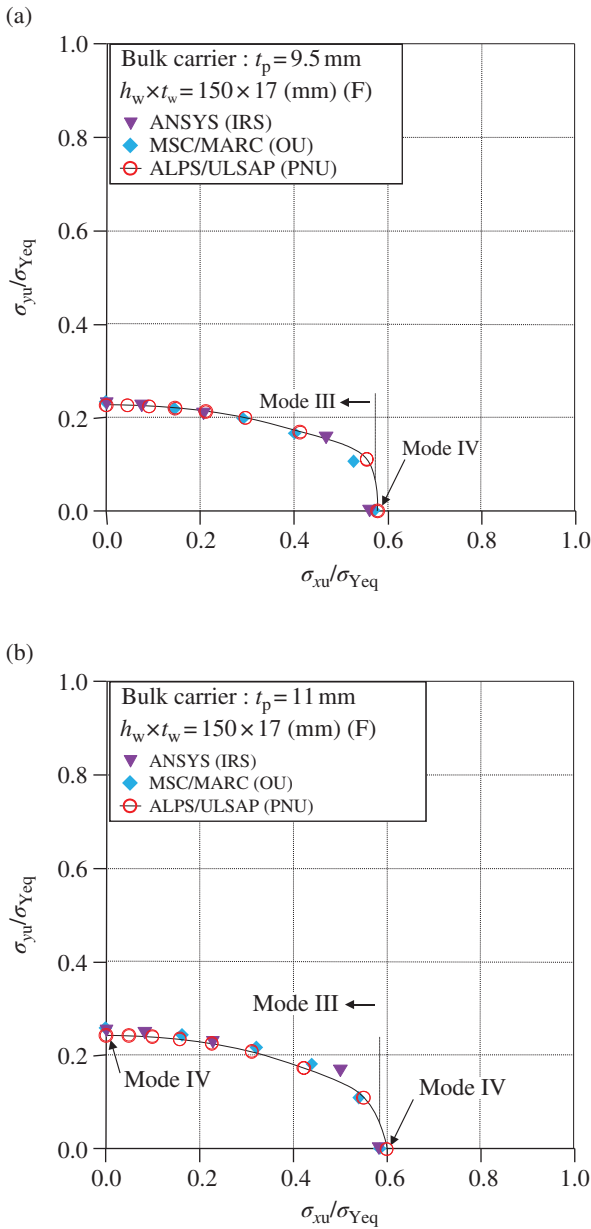 (a)
1.0
Bulk carrier : tp = 9.5 mm
hw × tw = 150 × 17 (mm) (F)
ANSYS (IRS)
MSC/MARC (OU)
ALPS/ULSAP (PNU)
0.8
0.6
σyu/σYeq
0.4
Mode III
0.2
Mode IV
0.0
0.0 0.2 0.4 0.6 0.8 1.0
σxu/σYeq
(b)
1.0
Bulk carrier : tp = 11 mm
hw × tw = 150 × 17 (mm) (F)
ANSYS (IRS)
MSC/MARC (OU)
ALPS/ULSAP (PNU)
0.8
0.6
σyu/σYeq
0.4
Mode III
0.2
Mode IV
Mode IV
0.0
0.0 0.2 0.4 0.6 0.8 1.0
σxu/σYeq